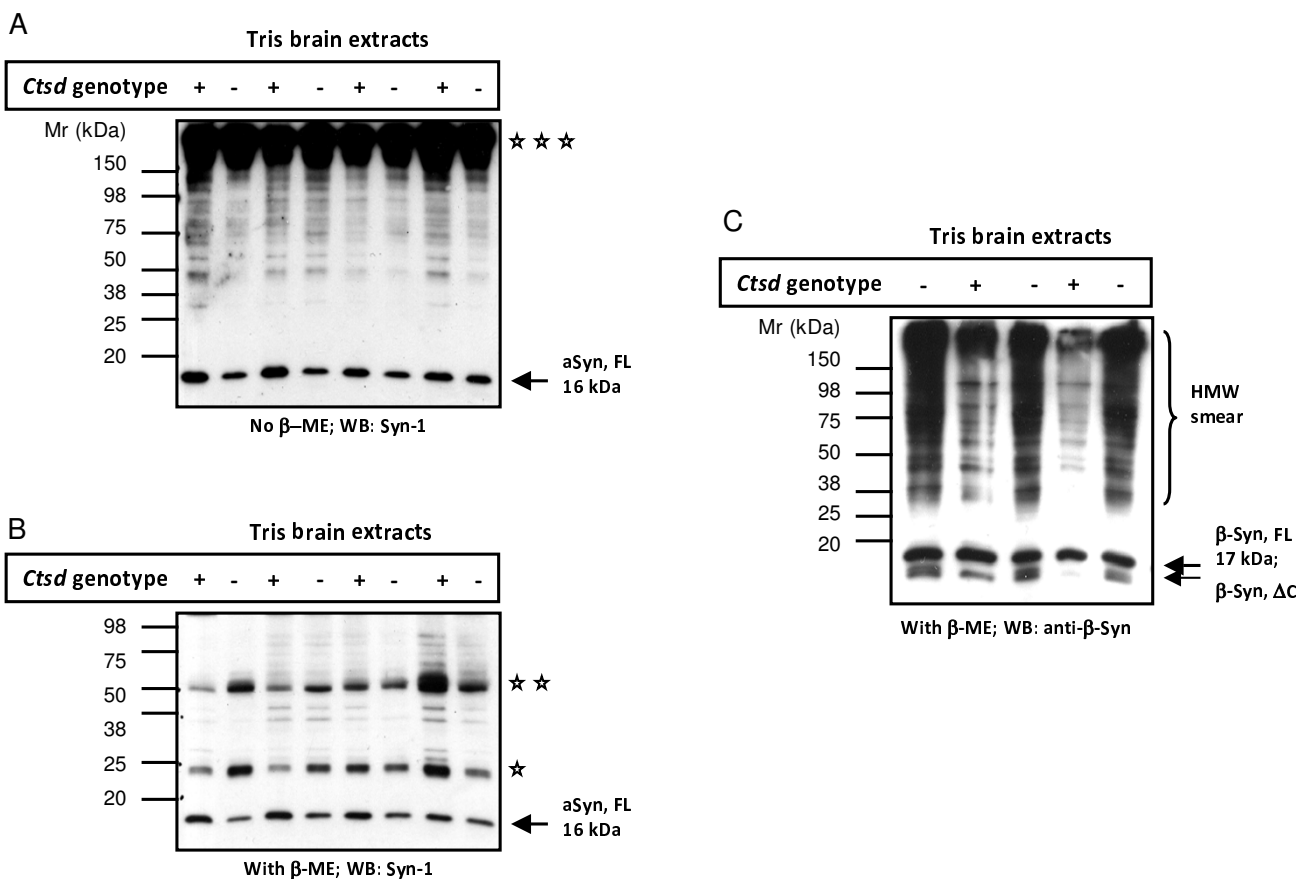 A
Tris brain extracts
Ctsd genotype + - + - + - + -
Mr (kDa)
150
98
75
50
38
25
20
☆ ☆ ☆
aSyn, FL
16 kDa
No β–ME; WB: Syn-1
B
Tris brain extracts
Ctsd genotype + - + - + - + -
98
75
50
38
25
20
☆ ☆
☆
aSyn, FL
16 kDa
With β-ME; WB: Syn-1
C
Tris brain extracts
Ctsd genotype - + - + -
Mr (kDa)
150
98
75
50
38
25
20
HMW
smear
β-Syn, FL
17 kDa;
β-Syn, ΔC
With β-ME; WB: anti-β-Syn